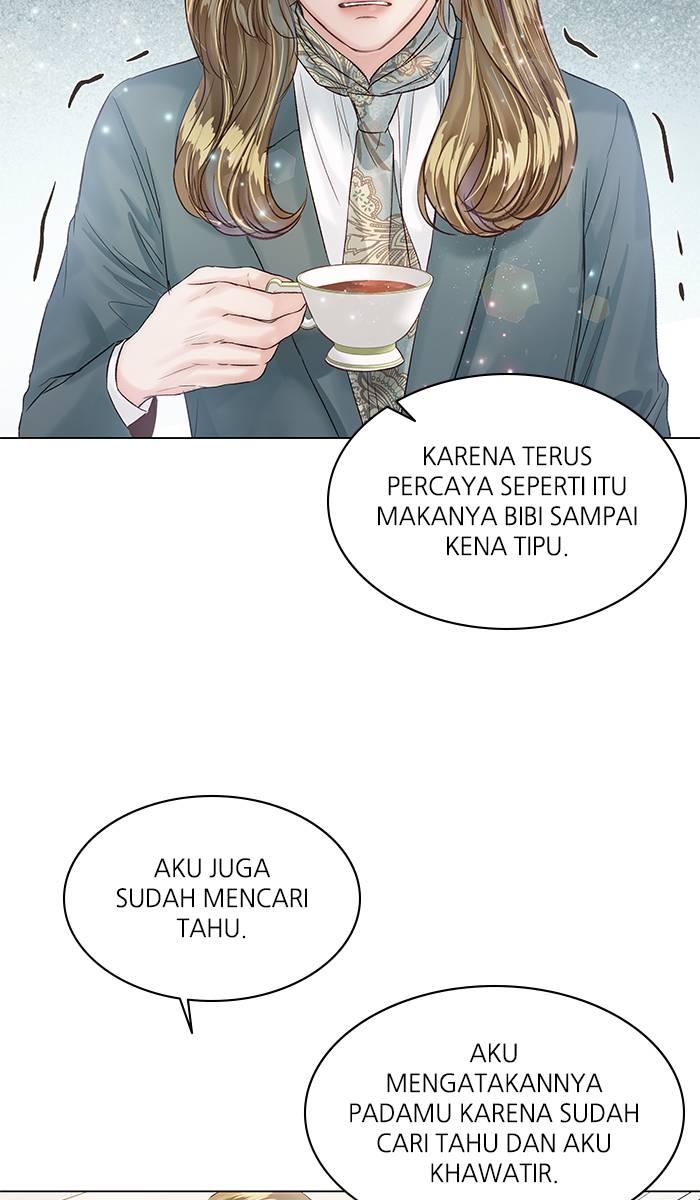 KARENA TERUS
PERCAYA SEPERTI ITU
MAKANYA BIBI SAMPAI
KENA TIPU.
AKU JUGA
SUDAH MENCARI
TAHU.
AKU
MENGATAKANNYA
PADAMU KARENA SUDAH
CARI TAHU DAN AKU
KHAWATIR.